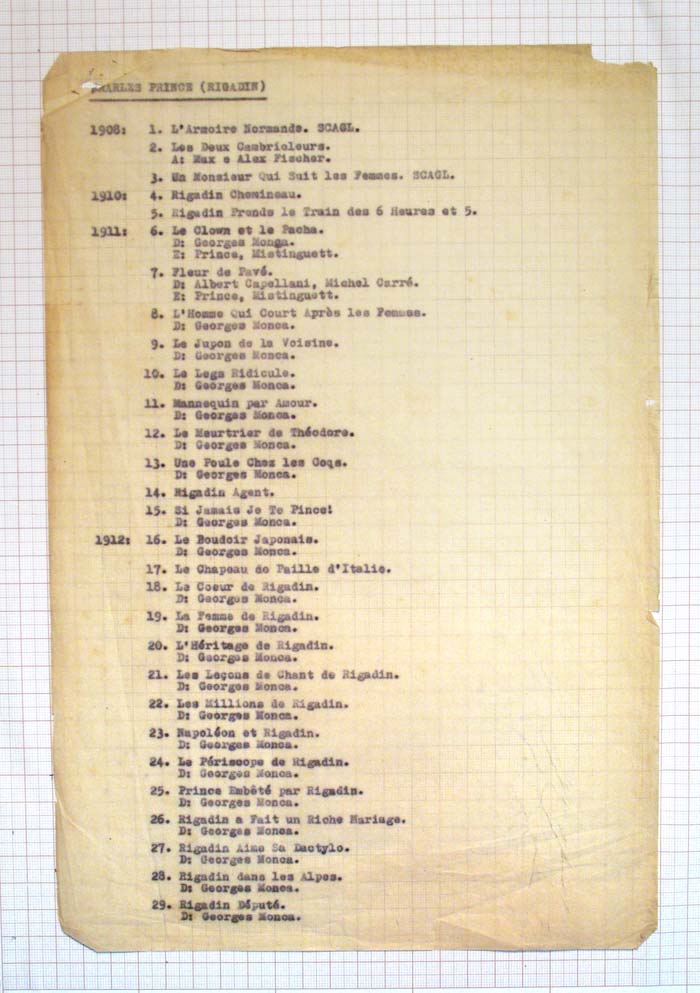 CHARLES PRINCE (RIGADIN)
1908: 1. L'Armoire Normande. SCAGL.
2. Les Deux Cambrioleurs.
A: Max e Alex Fischer.
3. Un Monsieur Qui Suit les Femmes. SCAGL.
1910: 4. Rigadin Chemineau.
5. Rigadin Prends le Train des 6 Heures et 5.
1911: 6. Le Clown et le Pacha.
D: Georges Monga.
E: Prince, Mistinguett.
7. Fleur de Pavé.
D: Albert Capellani, Michel Carré.
E: Prince, Mistinguett.
8. L'Homme Qui Court Après les Femmes.
D: Georges Monca.
9. Le Jupon de la Voisine.
D: Georges Monca.
10. Le Legs Ridicule.
D: Georges Monca.
11. Mannequin par Amour.
D: Georges Monca.
12. Le Meurtrier de Théodore.
D: Georges Monca.
13. Une Poule Chez les Coqs.
D: Georges Monca.
14. Rigadin Agent.
15. Si Jamais Je Te Pince!
D: Georges Monca.
1912: 16. Le Boudoir Japonais.
D: Georges Monca.
17. Le Chapeau de Paille d'Italie.
18. Le Coeur de Rigadin.
D: Georges Monca.
19. La Femme de Rigadin.
D: Georges Monca.
20. L'Héritage de Rigadin.
D: Georges Monca.
21. Les Leçons de Chant de Rigadin.
D: Georges Monca.
22. Les Millions de Rigadin.
D: Georges Monca.
23. Napoléon et Rigadin.
D: Georges Monca.
24. Le Périscope de Rigadin.
D: Georges Monca.
25. Prince Embêté par Rigadin.
D: Georges Monca.
26. Rigadin a Fait un Riche Mariage.
D: Georges Monca.
27. Rigadin Aime Sa Dactylo.
D: Georges Monca.
28. Rigadin dans les Alpes.
D: Georges Monca.
29. Rigadin Député.
D: Georges Monca.